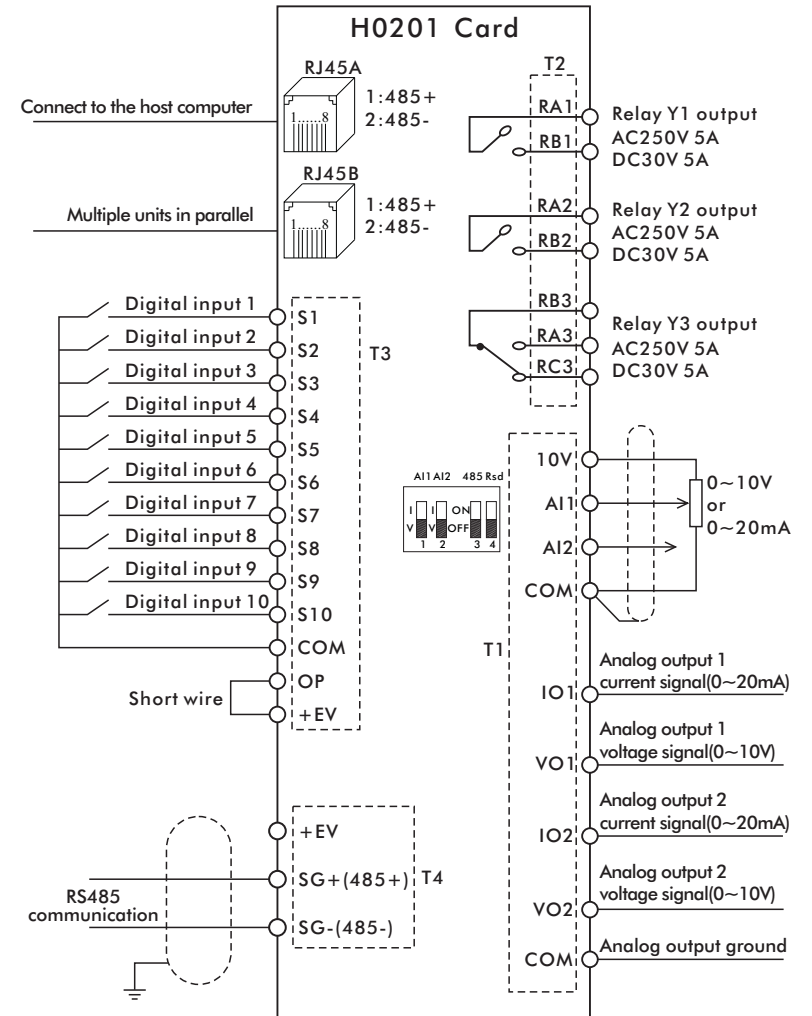 H0201 Card
RJ45A
1:485+
2:485-
1......8
Connect to the host computer
RJ45B
1:485+
2:485-
1......8
Multiple units in parallel
T2
RA1
RB1
Relay Y1 output
AC250V 5A
DC30V 5A
RA2
RB2
Relay Y2 output
AC250V 5A
DC30V 5A
RB3
RA3
RC3
Relay Y3 output
AC250V 5A
DC30V 5A
Digital input 1
S1
Digital input 2
S2
Digital input 3
S3
Digital input 4
S4
Digital input 5
S5
Digital input 6
S6
Digital input 7
S7
Digital input 8
S8
Digital input 9
S9
Digital input 10
S10
COM
OP
+EV
Short wire
T3
AI1 AI2 485 Rsd
I I ON
V V OFF
1 2 3 4
10V
AI1
AI2
COM
0~10V
or
0~20mA
T1
Analog output 1
current signal(0~20mA)
IO1
Analog output 1
voltage signal(0~10V)
VO1
Analog output 2
current signal(0~20mA)
IO2
Analog output 2
voltage signal(0~10V)
VO2
Analog output ground
COM
+EV
SG+(485+)
SG-(485-)
T4
RS485
communication